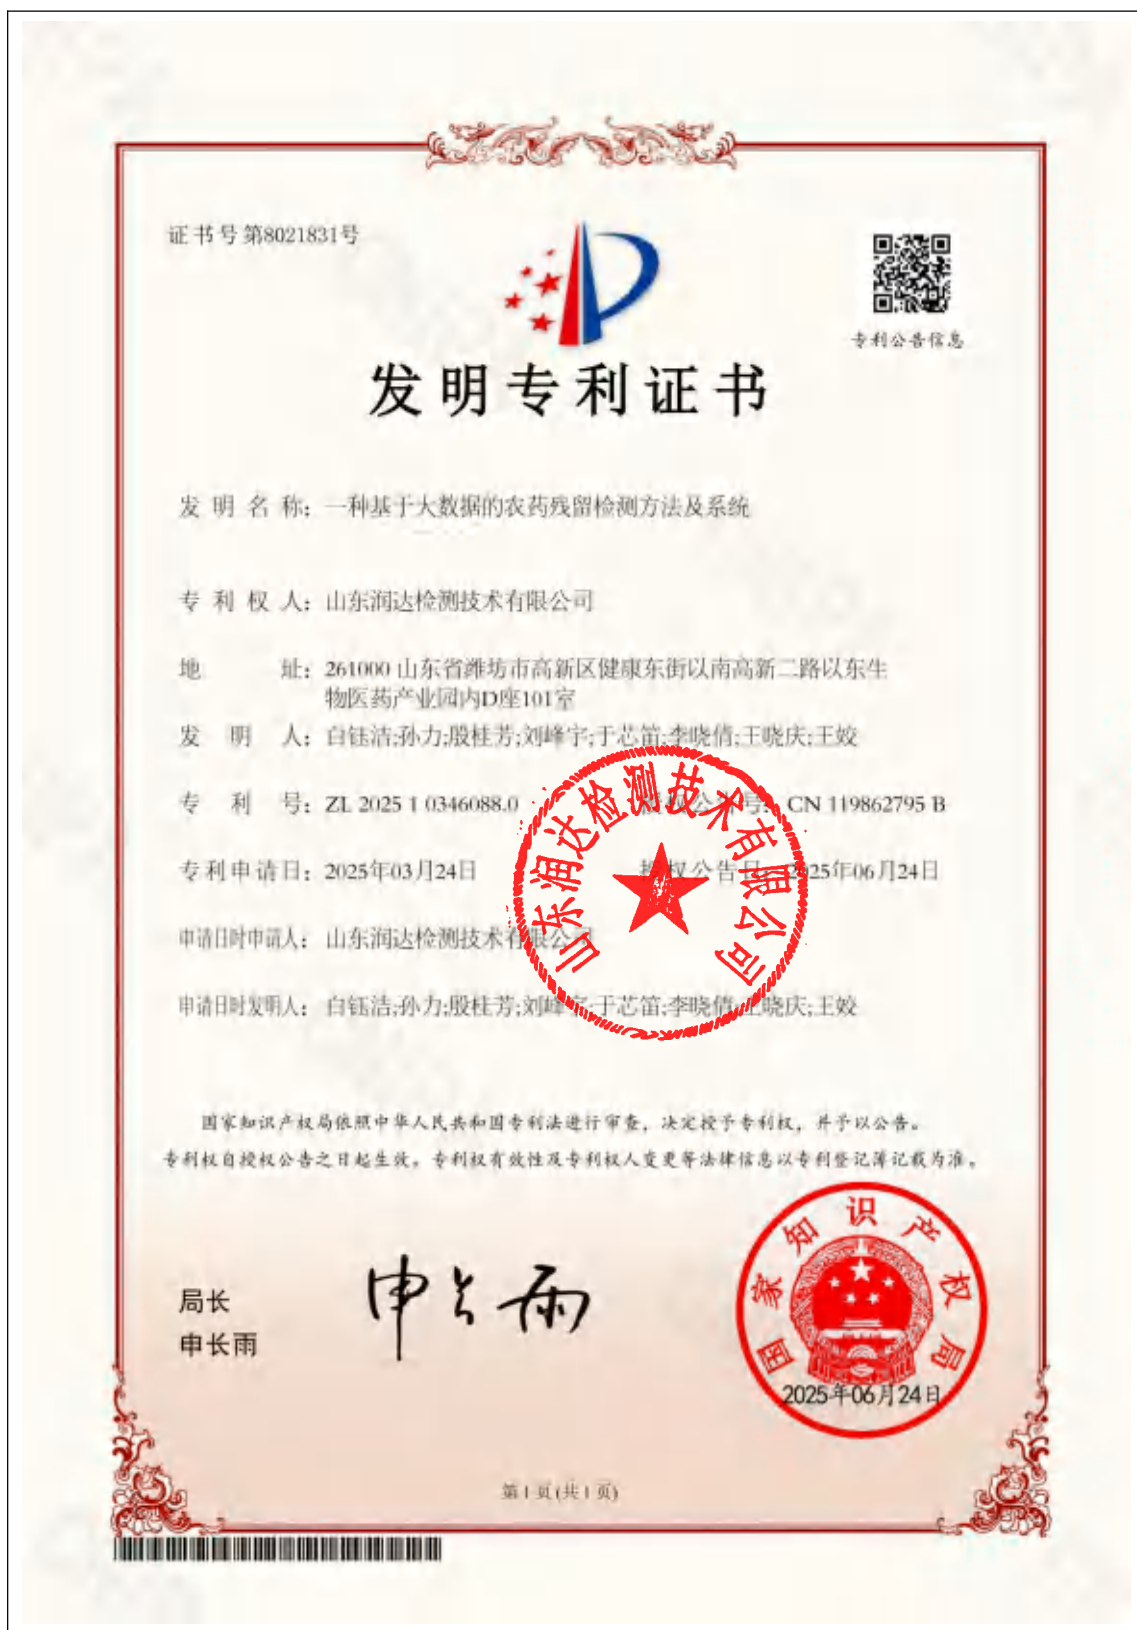 证书号第8021831号
专利公告信息
发明专利证书
发明名称：一种基于大数据的农药残留检测方法及系统
专利权人：山东润达检测技术有限公司
地址：261000 山东省潍坊市高新区健康东街以南高新二路以东生
物医药产业园内D座101室
发明人：白钰洁;孙力;殷桂芳;刘峰宇;于芯笛;李晓倩;王晓庆;王姣
专利号：ZL 2025 1 0346088.0 授权公告号：CN 119862795 B
专利申请日：2025年03月24日 授权公告日：2025年06月24日
申请日时申请人：山东润达检测技术有限公司
申请日时发明人：白钰洁;孙力;殷桂芳;刘峰宇;于芯笛;李晓倩;王晓庆;王姣
山东润达检测技术有限公司
国家知识产权局依照中华人民共和国专利法进行审查，决定授予专利权，并予以公告。
专利权自授权公告之日起生效。专利权有效性及专利权人变更等法律信息以专利登记簿记载为准。
局长
申长雨
申长雨
国家知识产权局
2025年06月24日
第1页(共1页)